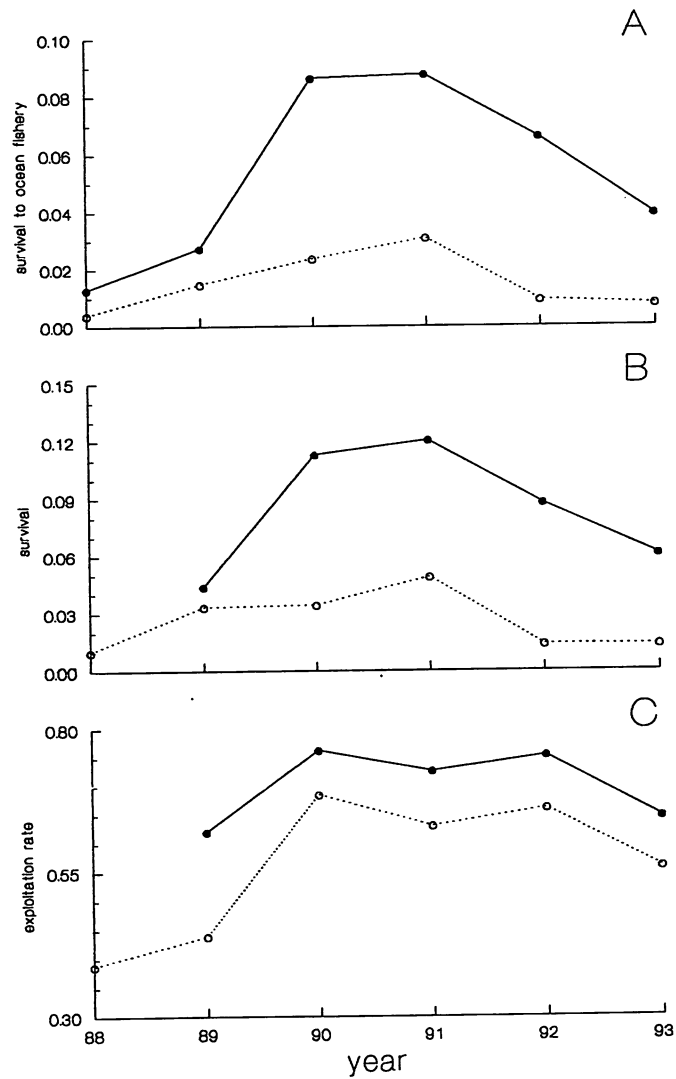 A
0.10
0.08
0.06
0.04
0.02
0.00
survival to ocean fishery
B
0.15
0.12
0.09
0.06
0.03
0.00
survival
C
0.80
0.55
0.30
exploitation rate
88 89 90 91 92 93
year